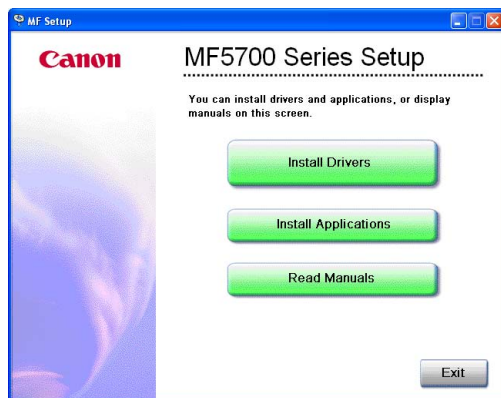 MF Setup
Canon
MF5700 Series Setup
You can install drivers and applications, or display
manuals on this screen.
Install Drivers
Install Applications
Read Manuals
Exit